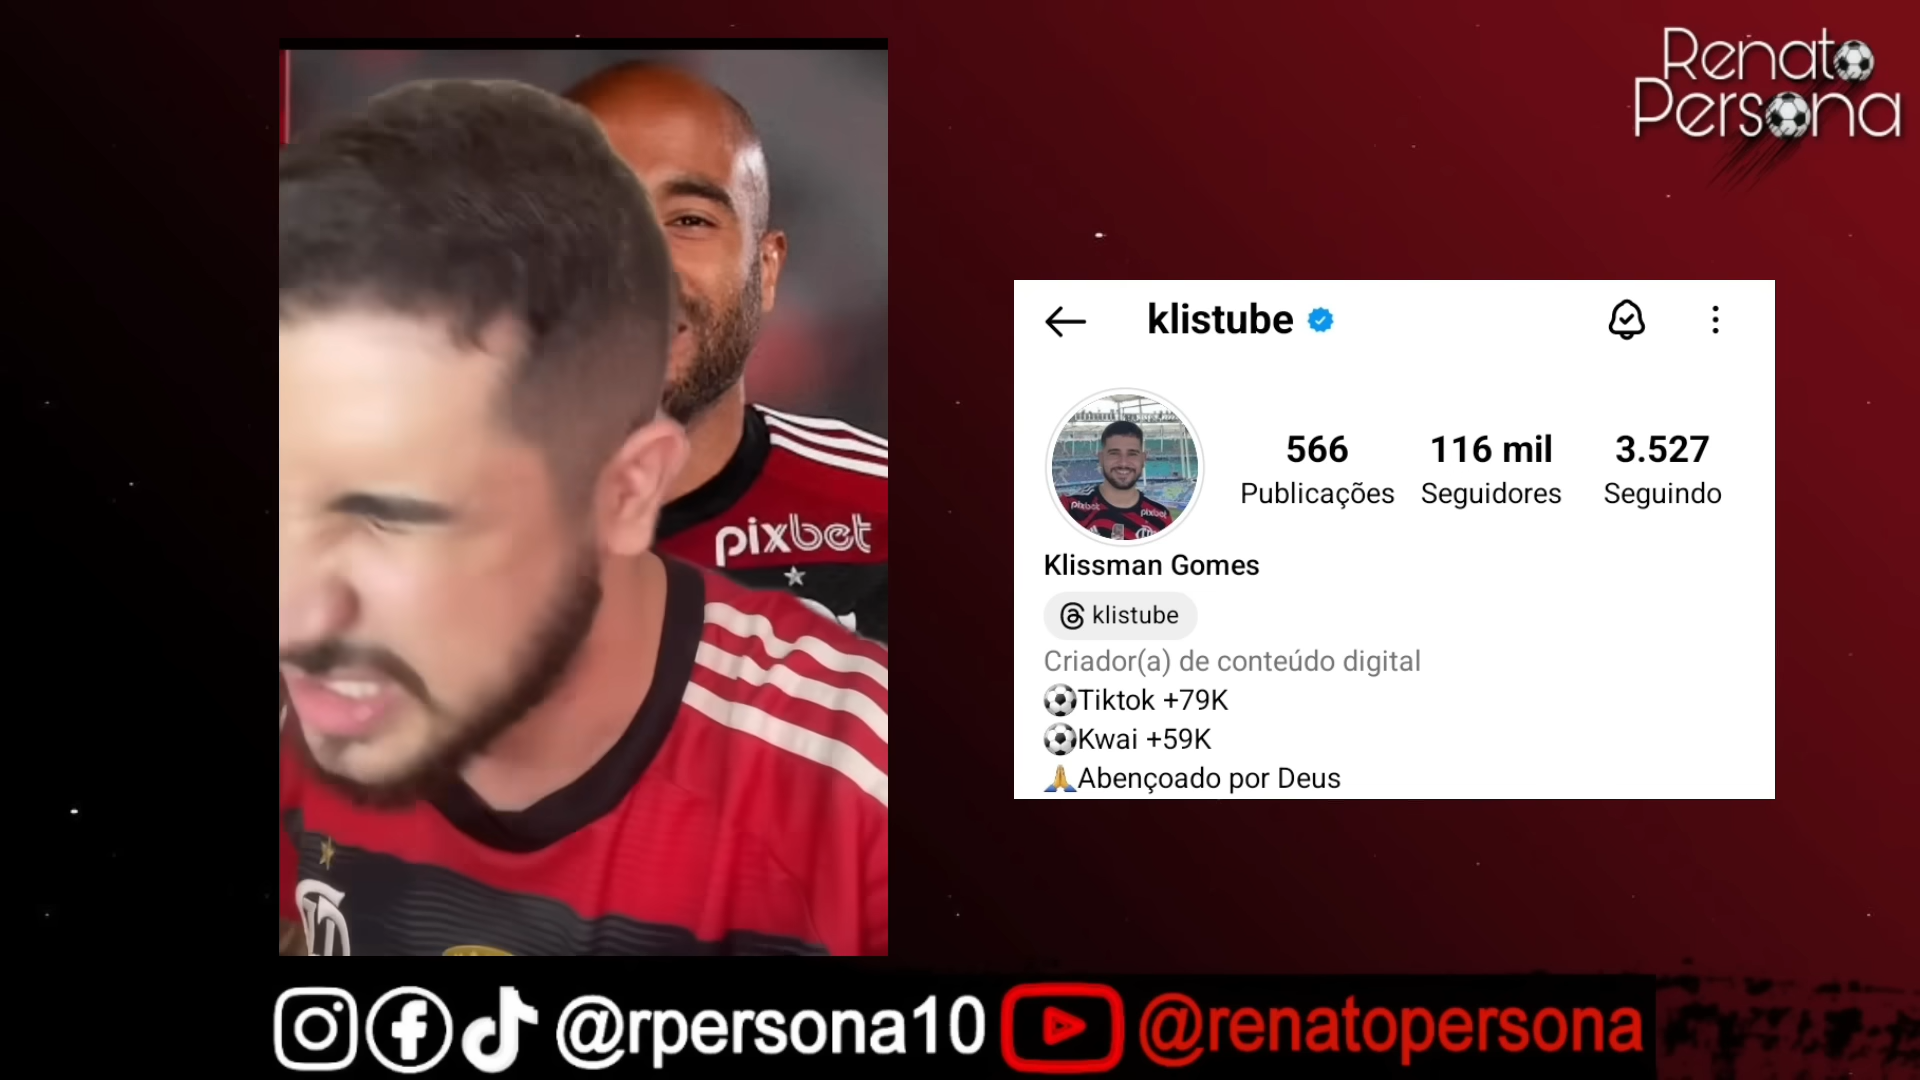 Renato
Persona
pixbet
klistube
566
116 mil
3.527
Publicações
Seguidores
Seguindo
Klissman Gomes
klistube
Criador(a) de conteúdo digital
⚽Tiktok +79K
⚽Kwai +59K
🙏Abençoado por Deus
@rpersona10 @renatopersona